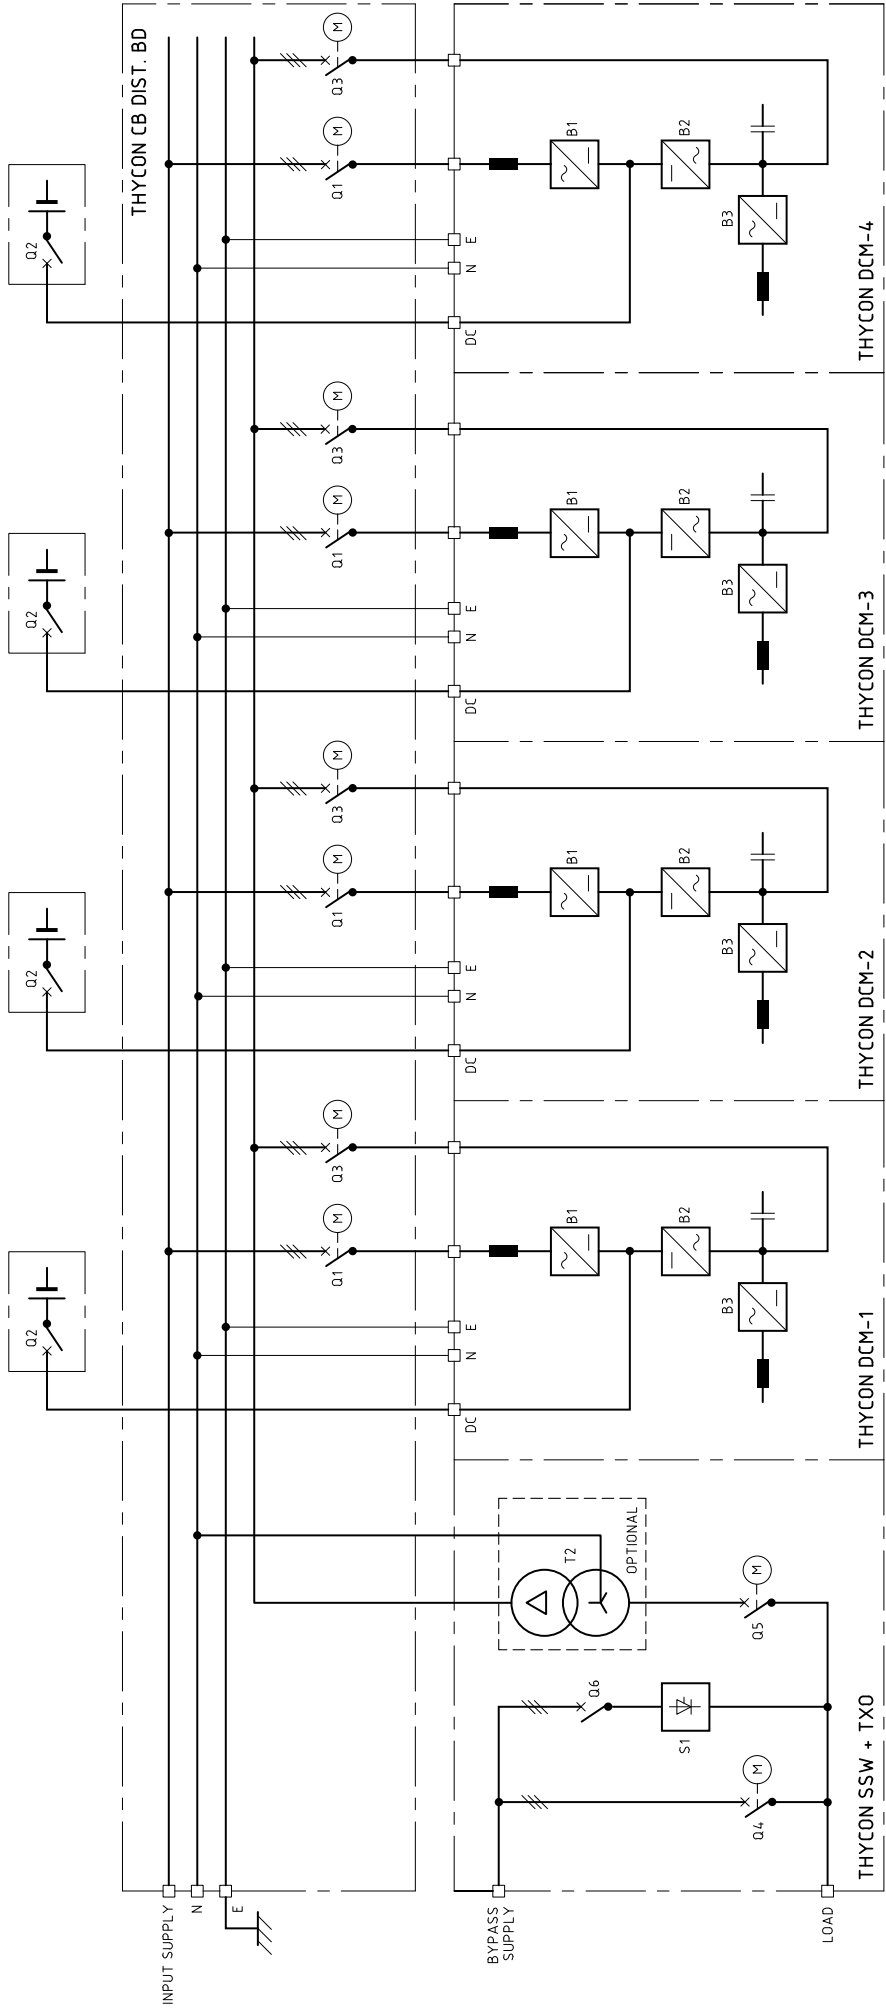 Q2
Q2
Q2
Q2
THYCON CB DIST. BD
INPUT SUPPLY
N
E
Q1
M
Q3
M
Q1
M
Q3
M
Q1
M
Q3
M
Q1
M
Q3
M
DC
N
E
DC
N
E
DC
N
E
DC
N
E
BYPASS
SUPPLY
T2
B1
B1
B1
B1
Q6
OPTIONAL
S1
B2
B2
B2
B2
B3
B3
B3
B3
Q4
M
Q5
M
LOAD
THYCON SSW + TXO
THYCON DCM-1
THYCON DCM-2
THYCON DCM-3
THYCON DCM-4